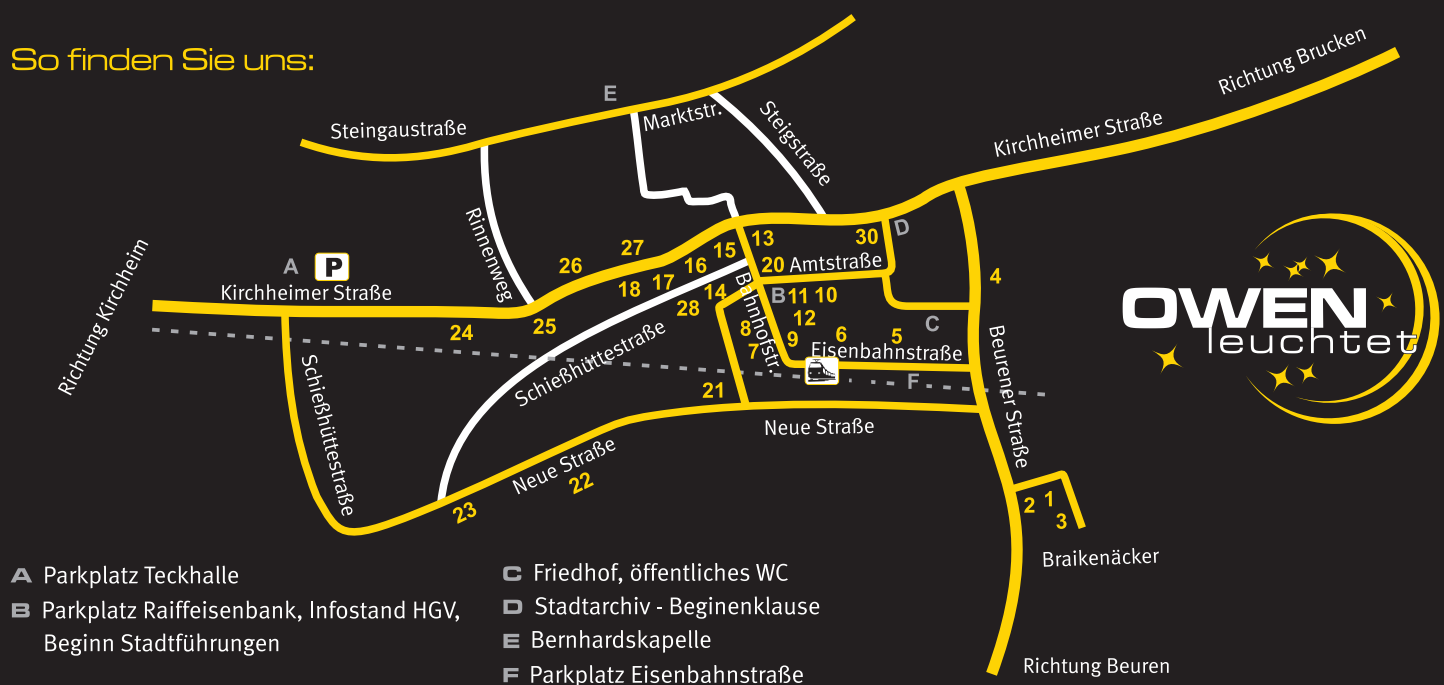 So finden Sie uns:
Richtung Brucken
E
Marktstr.
Steigstraße
Steingaustraße
Kirchheimer Straße
Rinnenweg
Richtung Kirchheim
A P
Kirchheimer Straße
26
27
15
13
30
D
16
20 Amtstraße
18
17
14
28
Bahnhofstr.
B 11 10
12
4
24
25
8
7
9
6
5
C
Eisenbahnstraße
F
Beurener Straße
OWEN
leuchtet
Schießhüttestraße
Schießhüttestraße
21
Neue Straße
Neue Straße
22
23
2 1
3
Braikenäcker
Richtung Beuren
A Parkplatz Teckhalle
B Parkplatz Raiffeisenbank, Infostand HGV,
Beginn Stadtführungen
C Friedhof, öffentliches WC
D Stadtarchiv - Beginenklause
E Bernhardskapelle
F Parkplatz Eisenbahnstraße